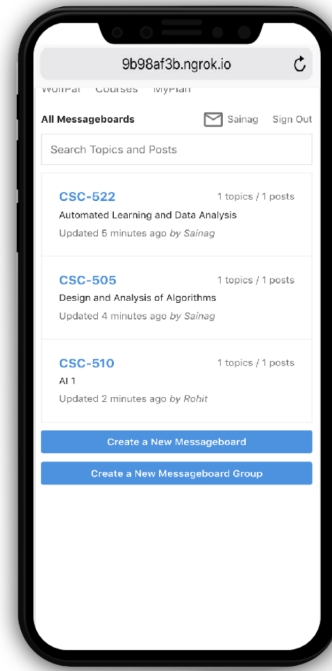 9b98af3b.ngrok.io
WolfPal Courses MyPlan
All Messageboards Sainag Sign Out
Search Topics and Posts
CSC-522 1 topics / 1 posts
Automated Learning and Data Analysis
Updated 5 minutes ago by Sainag
CSC-505 1 topics / 1 posts
Design and Analysis of Algorithms
Updated 4 minutes ago by Sainag
CSC-510 1 topics / 1 posts
AI 1
Updated 2 minutes ago by Rohit
Create a New Messageboard
Create a New Messageboard Group